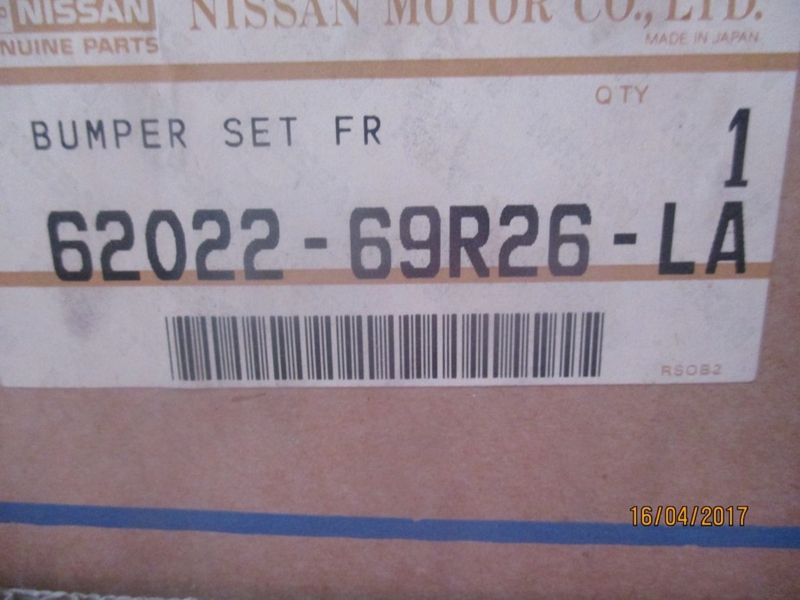 NISSAN NISSAN MOTOR CO., LTD.
NUINE PARTS
MADE IN JAPAN
QTY
BUMPER SET FR
1
62022-69R26-LA
RSOB2
16/04/2017